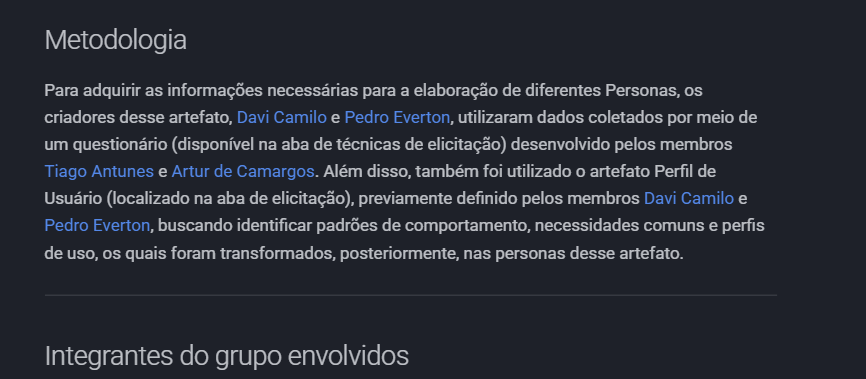 Metodologia
Para adquirir as informações necessárias para a elaboração de diferentes Personas, os
criadores desse artefato, Davi Camilo e Pedro Everton, utilizaram dados coletados por meio de
um questionário (disponível na aba de técnicas de elicitação) desenvolvido pelos membros
Tiago Antunes e Artur de Camargos. Além disso, também foi utilizado o artefato Perfil de
Usuário (localizado na aba de elicitação), previamente definido pelos membros Davi Camilo e
Pedro Everton, buscando identificar padrões de comportamento, necessidades comuns e perfis
de uso, os quais foram transformados, posteriormente, nas personas desse artefato.
Integrantes do grupo envolvidos